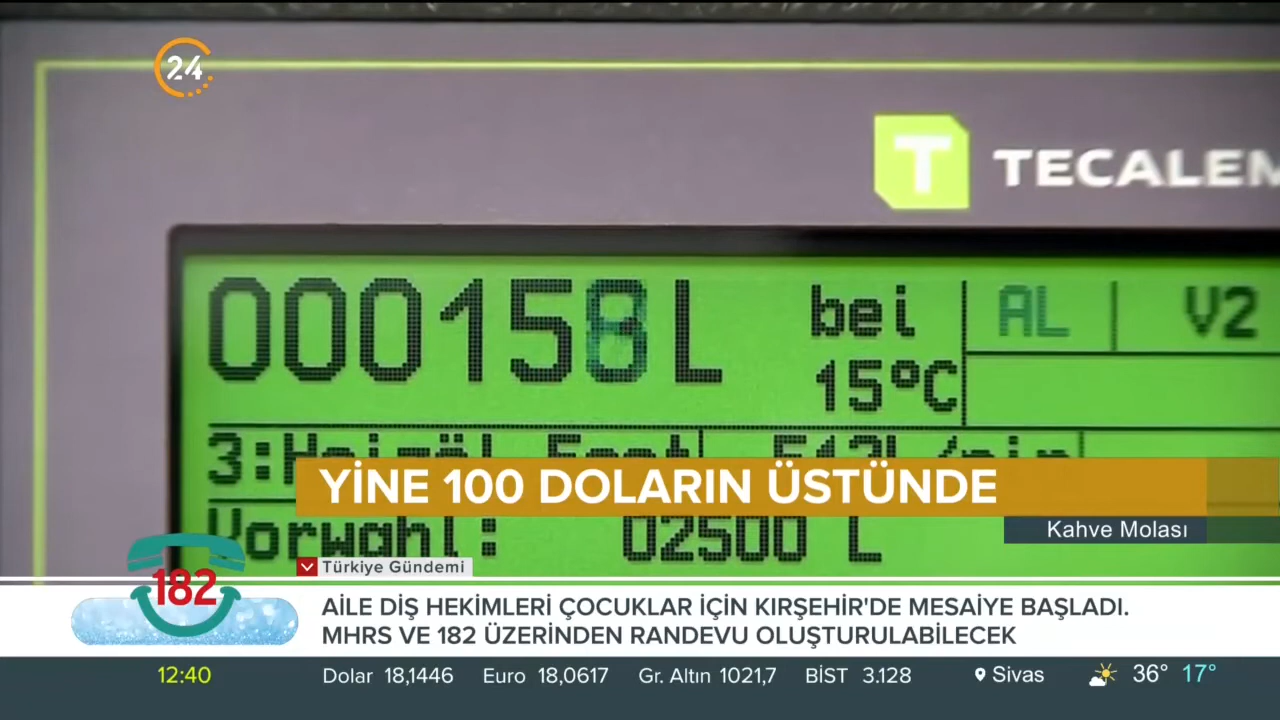 24
T TECALEM
000158 L bei 15°C AL V2
3:Heizöl
YİNE 100 DOLARIN ÜSTÜNDE
Vorwahl: 02500 L
Kahve Molası
Türkiye Gündemi
182
AİLE DİŞ HEKİMLERİ ÇOCUKLAR İÇİN KIRŞEHİR'DE MESAİYE BAŞLADI.
MHRS VE 182 ÜZERİNDEN RANDEVU OLUŞTURULABİLECEK
12:40 Dolar 18,1446 Euro 18,0617 Gr. Altın 1021,7 BİST 3.128 Sivas 36° 17°